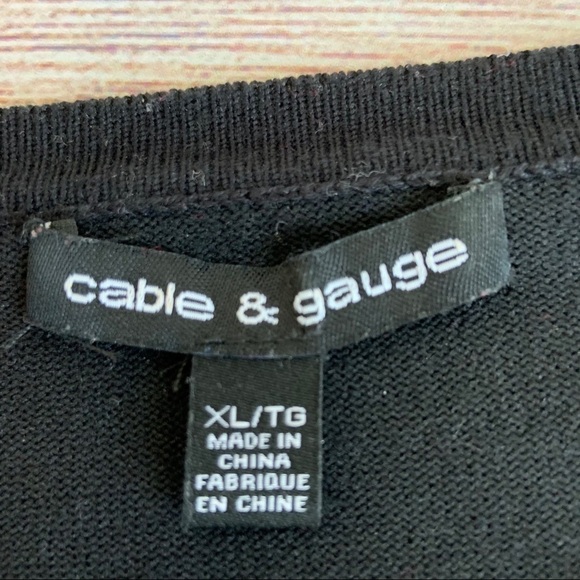 cable & gauge
XL/TG
MADE IN
CHINA
FABRIQUE
EN CHINE